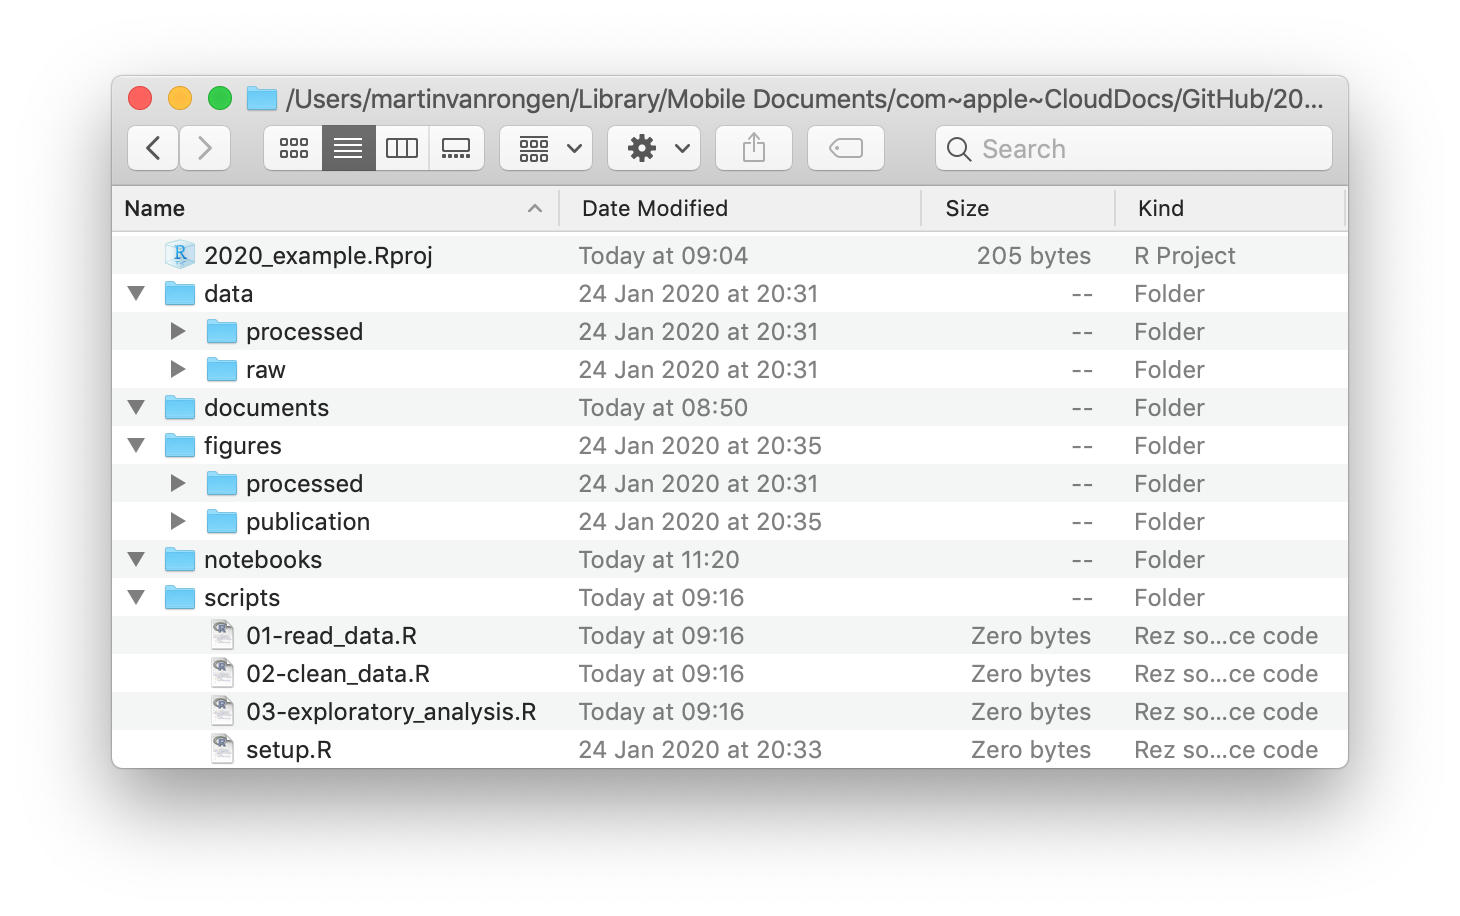 /Users/martinvanrongen/Library/Mobile Documents/com~apple~CloudDocs/GitHub/20...
Search
Name Date Modified Size Kind
2020_example.Rproj Today at 09:04 205 bytes R Project
data 24 Jan 2020 at 20:31 -- Folder
processed 24 Jan 2020 at 20:31 -- Folder
raw 24 Jan 2020 at 20:31 -- Folder
documents Today at 08:50 -- Folder
figures 24 Jan 2020 at 20:35 -- Folder
processed 24 Jan 2020 at 20:31 -- Folder
publication 24 Jan 2020 at 20:35 -- Folder
notebooks Today at 11:20 -- Folder
scripts Today at 09:16 -- Folder
01-read_data.R Today at 09:16 Zero bytes Rez so...ce code
02-clean_data.R Today at 09:16 Zero bytes Rez so...ce code
03-exploratory_analysis.R Today at 09:16 Zero bytes Rez so...ce code
setup.R 24 Jan 2020 at 20:33 Zero bytes Rez so...ce code